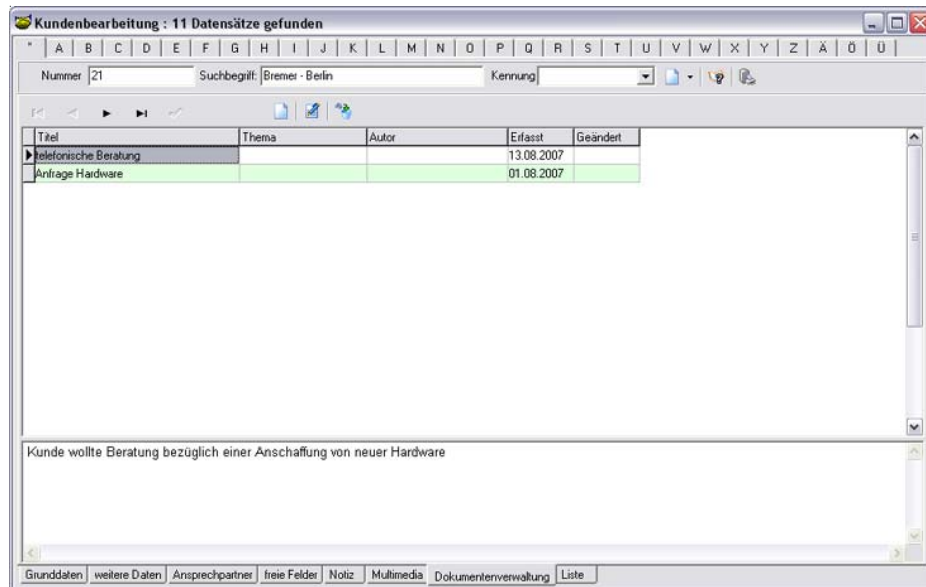 Kundenbearbeitung : 11 Datensätze gefunden
* A B C D E F G H I J K L M N O P Q R S T U V W X Y Z Ä Ö Ü
Nummer 21 Suchbegriff: Bremer - Berlin Kennung
Titel Thema Autor Erfasst Geändert
telefonische Beratung 13.08.2007
Anfrage Hardware 01.08.2007
Kunde wollte Beratung bezüglich einer Anschaffung von neuer Hardware
Grunddaten weitere Daten Ansprechpartner freie Felder Notiz Multimedia Dokumentenverwaltung Liste